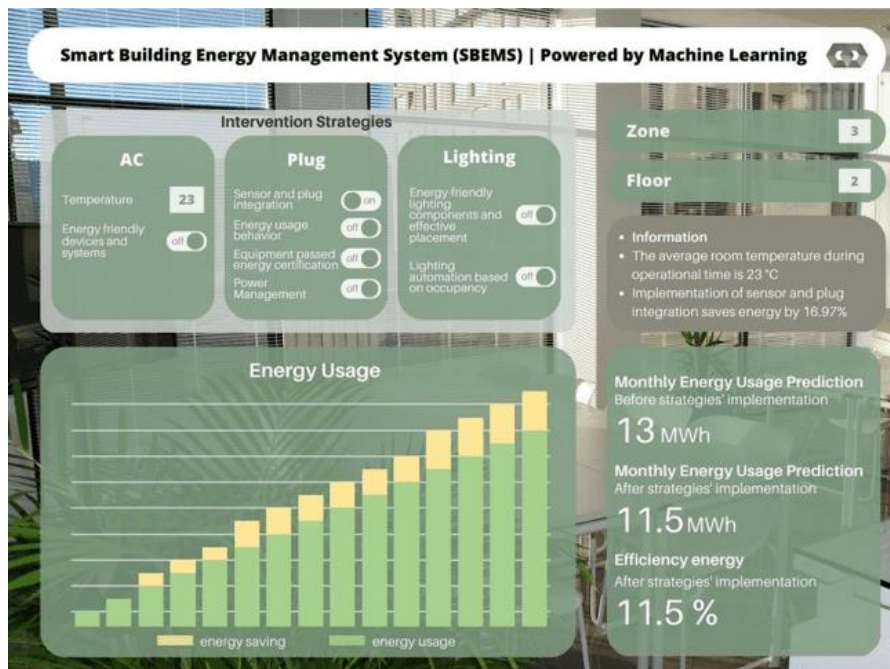 Smart Building Energy Management System (SBEMS) | Powered by Machine Learning
Intervention Strategies
AC
Temperature
23
Energy friendly
devices and
systems
off
Plug
Sensor and plug
integration
on
Energy usage
behavior
off
Equipment passed
energy certification
off
Power
Management
off
Lighting
Energy-friendly
lighting
components and
effective
placement
off
Lighting
automation based
on occupancy
off
Zone
3
Floor
2
• Information
• The average room temperature during
operational time is 23 °C
• Implementation of sensor and plug
integration saves energy by 16.97%
Energy Usage
energy saving
energy usage
Monthly Energy Usage Prediction
Before strategies' implementation
13 MWh
Monthly Energy Usage Prediction
After strategies' implementation
11.5 MWh
Efficiency energy
After strategies' implementation
11.5 %